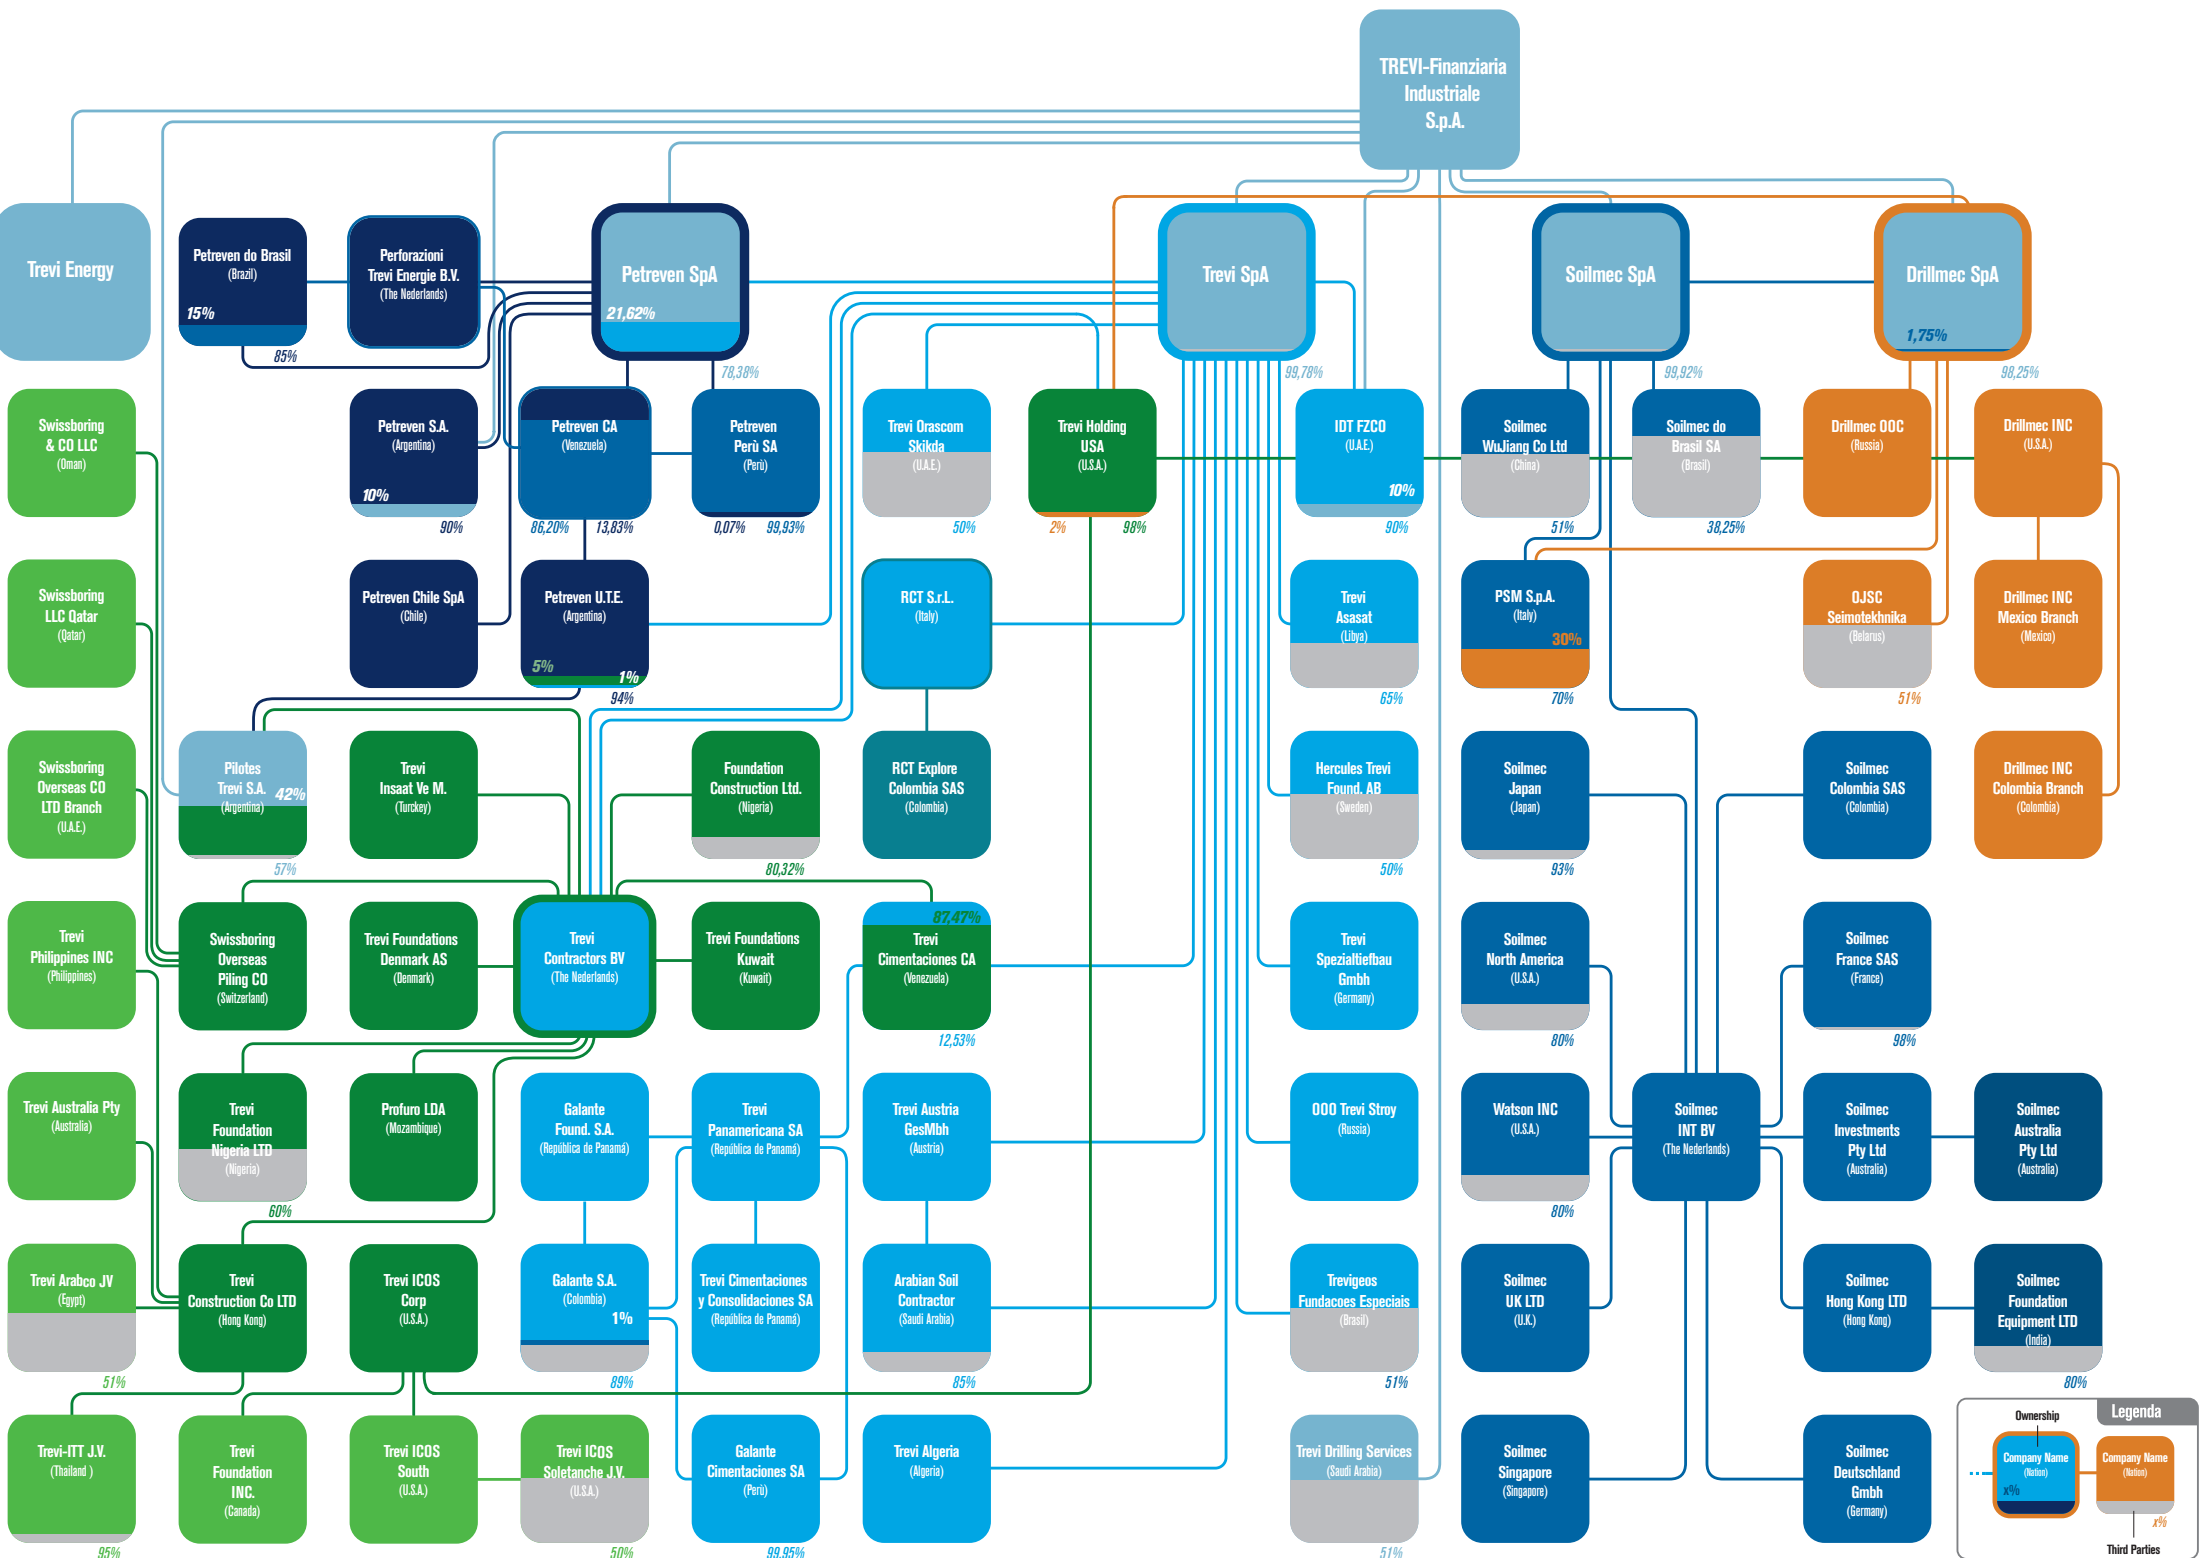 TREVI-Finanziaria
Industriale
S.p.A.
Trevi Energy
Petreven do Brasil
(Brazil)
15%
85%
Perforazioni
Trevi Energie B.V.
(The Nederlands)
Petreven SpA
21,62%
78,38%
Trevi SpA
99,78%
Soilmec SpA
99,92%
Drillmec SpA
1,75%
98,25%
Swissboring
& CO LLC
(Oman)
Petreven S.A.
(Argentina)
10%
90%
Petreven CA
(Venezuela)
86,20%
13,83%
Petreven
Perù SA
(Perù)
0,07%
99,93%
Trevi Orascom
Skikda
(U.A.E.)
50%
Trevi Holding
USA
(U.S.A.)
2%
98%
IDT FZCO
(U.A.E.)
10%
90%
Soilmec
WuJiang Co Ltd
(China)
51%
Soilmec do
Brasil SA
(Brasil)
38,25%
Drillmec OOC
(Russia)
Drillmec INC
(U.S.A.)
Swissboring
LLC Qatar
(Qatar)
Petreven Chile SpA
(Chile)
Petreven U.T.E.
(Argentina)
5%
1%
94%
RCT S.r.L.
(Italy)
Trevi
Asasat
(Libya)
65%
PSM S.p.A.
(Italy)
30%
70%
OJSC
Seimotekhnika
(Belarus)
51%
Drillmec INC
Mexico Branch
(Mexico)
Swissboring
Overseas CO
LTD Branch
(U.A.E.)
Pilotes
Trevi S.A.
(Argentina)
42%
57%
Trevi
Insaat Ve M.
(Turckey)
Foundation
Construction Ltd.
(Nigeria)
80,32%
RCT Explore
Colombia SAS
(Colombia)
Hercules Trevi
Found. AB
(Sweden)
50%
Soilmec
Japan
(Japan)
93%
Soilmec
Colombia SAS
(Colombia)
Drillmec INC
Colombia Branch
(Colombia)
Trevi
Philippines INC
(Philippines)
Swissboring
Overseas
Piling CO
(Switzerland)
Trevi Foundations
Denmark AS
(Denmark)
Trevi
Contractors BV
(The Nederlands)
Trevi Foundations
Kuwait
(Kuwait)
87,47%
Trevi
Cimentaciones CA
(Venezuela)
12,53%
Trevi
Spezialtiefbau
Gmbh
(Germany)
Soilmec
North America
(U.S.A.)
80%
Soilmec
France SAS
(France)
98%
Trevi Australia Pty
(Australia)
Trevi
Foundation
Nigeria LTD
(Nigeria)
60%
Profuro LDA
(Mozambique)
Galante
Found. S.A.
(República de Panamá)
Trevi
Panamericana SA
(República de Panamá)
Trevi Austria
GesMbh
(Austria)
OOO Trevi Stroy
(Russia)
Watson INC
(U.S.A.)
80%
Soilmec
INT BV
(The Nederlands)
Soilmec
Investments
Pty Ltd
(Australia)
Soilmec
Australia
Pty Ltd
(Australia)
Trevi Arabco JV
(Egypt)
51%
Trevi
Construction Co LTD
(Hong Kong)
Trevi ICOS
Corp
(U.S.A.)
Galante S.A.
(Colombia)
1%
89%
Trevi Cimentaciones
y Consolidaciones SA
(República de Panamá)
Arabian Soil
Contractor
(Saudi Arabia)
85%
Trevigeos
Fundacoes Especiais
(Brasil)
51%
Soilmec
UK LTD
(U.K.)
Soilmec
Hong Kong LTD
(Hong Kong)
Soilmec
Foundation
Equipment LTD
(India)
80%
Trevi-ITT J.V.
(Thailand )
95%
Trevi
Foundation
INC.
(Canada)
Trevi ICOS
South
(U.S.A.)
Trevi ICOS
Soletanche J.V.
(U.S.A.)
50%
Galante
Cimentaciones SA
(Perù)
99,95%
Trevi Algeria
(Algeria)
Trevi Drilling Services
(Saudi Arabia)
51%
Soilmec
Singapore
(Singapore)
Soilmec
Deutschland
Gmbh
(Germany)
Legenda
Ownership
Company Name
(Nation)
x%
Company Name
(Nation)
x%
Third Parties